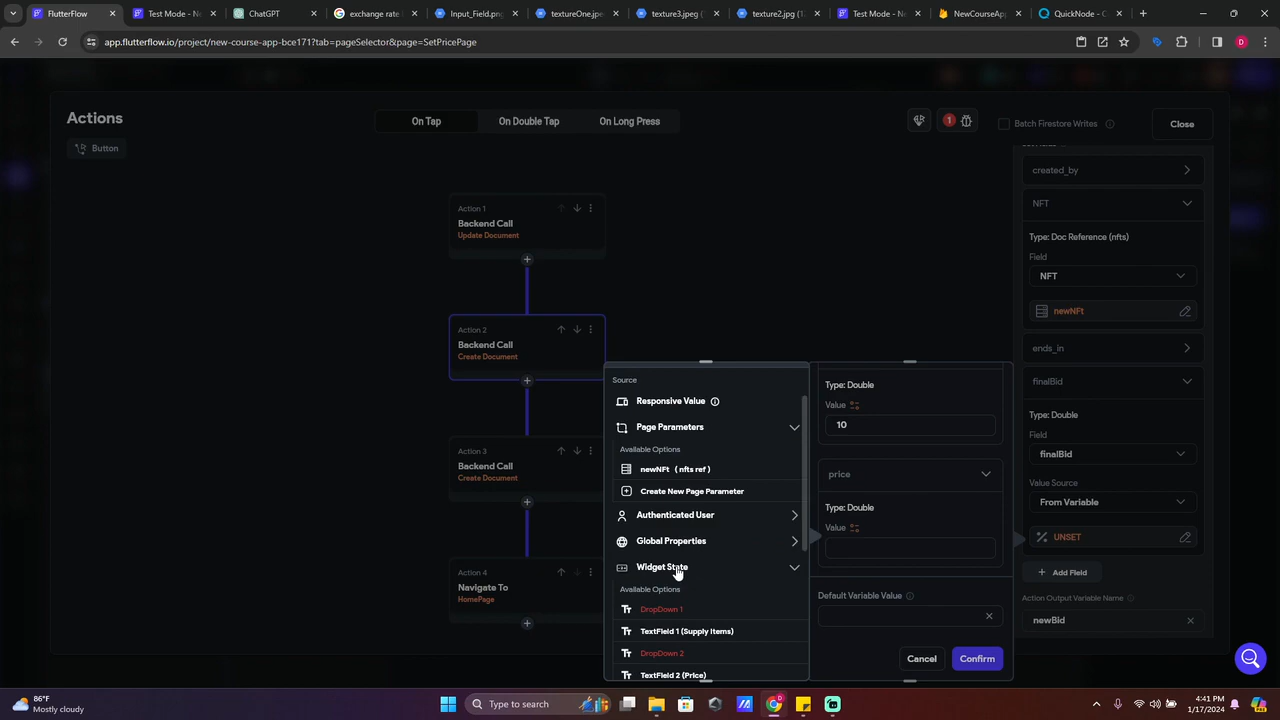 FlutterFlow
Test Mode -
ChatGPT
exchange rate
Input_Field.png
textureOne.jpe
texture3.jpeg (
texture2.jpg (12
Test Mode -
NewCourseApp
QuickNode - C
app.flutterflow.io/project/new-course-app-bce171?tab=pageSelector&page=SetPricePage
D
Actions
On Tap
On Double Tap
On Long Press
1
Batch Firestore Writes
Close
Button
Action 1
Backend Call
Update Document
Action 2
Backend Call
Create Document
Action 3
Backend Call
Create Document
Action 4
Navigate To
HomePage
Source
Responsive Value
Page Parameters
Available Options
newNFt ( nfts ref )
Create New Page Parameter
Authenticated User
Global Properties
Widget State
Available Options
DropDown 1
TextField 1 (Supply Items)
DropDown 2
TextField 2 (Price)
Type: Double
Value
10
price
Type: Double
Value
Default Variable Value
Cancel
Confirm
created_by
NFT
Type: Doc Reference (nfts)
Field
NFT
newNFt
ends_in
finalBid
Type: Double
Field
finalBid
Value Source
From Variable
UNSET
Add Field
Action Output Variable Name
newBid
86°F
Mostly cloudy
Type to search
4:41 PM
1/17/2024